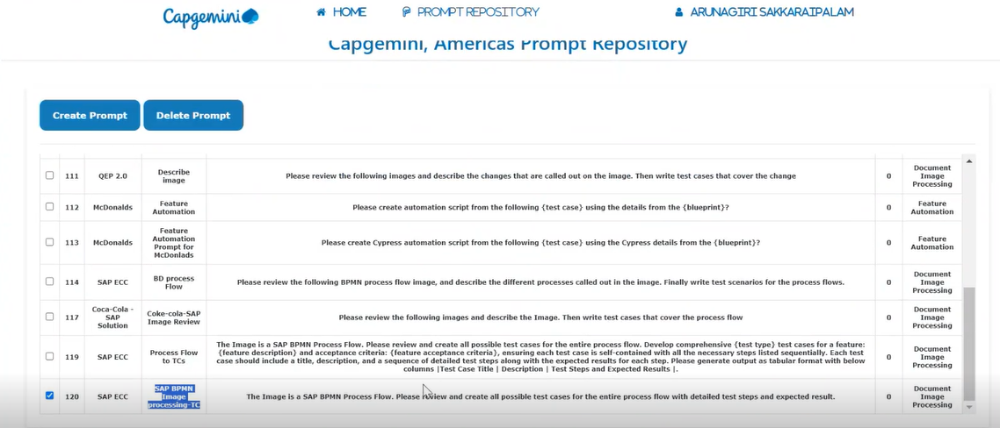 Capgemini
HOME
PROMPT REPOSITORY
ARUNAGIRI SAKKARAIPALAM
Capgemini, Americas Prompt Repository
Create Prompt
Delete Prompt
111
QEP 2.0
Describe
image
Please review the following images and describe the changes that are called out on the image. Then write test cases that cover the change
0
Document
Image
Processing
112
McDonalds
Feature
Automation
Please create automation script from the following {test case} using the details from the {blueprint}?
0
Feature
Automation
113
McDonalds
Feature
Automation
Prompt for
McDonlads
Please create Cypress automation script from the following {test case} using the Cypress details from the {blueprint}?
0
Feature
Automation
114
SAP ECC
BD process
Flow
Please review the following BPMN process flow image, and describe the different processes called out in the image. Finally write test scenarios for the process flows.
0
Document
Image
Processing
117
Coca-Cola -
SAP
Solution
Coke-cola-SAP
Image Review
Please review the following images and describe the Image. Then write test cases that cover the process flow
0
Document
Image
Processing
119
SAP ECC
Process Flow
to TCs
The Image is a SAP BPMN Process Flow. Please review and create all possible test cases for the entire process flow. Develop comprehensive {test type} test cases for a feature:
{feature description} and acceptance criteria: {feature acceptance criteria}, ensuring each test case is self-contained with all the necessary steps listed sequentially. Each test
case should include a title, description, and a sequence of detailed test steps along with the expected results for each step. Please generate output as tabular format with below
columns |Test Case Title | Description | Test Steps and Expected Results |.
0
Document
Image
Processing
120
SAP ECC
SAP BPMN
Image
processing-TC
The Image is a SAP BPMN Process Flow. Please review and create all possible test cases for the entire process flow with detailed test steps and expected result.
0
Document
Image
Processing